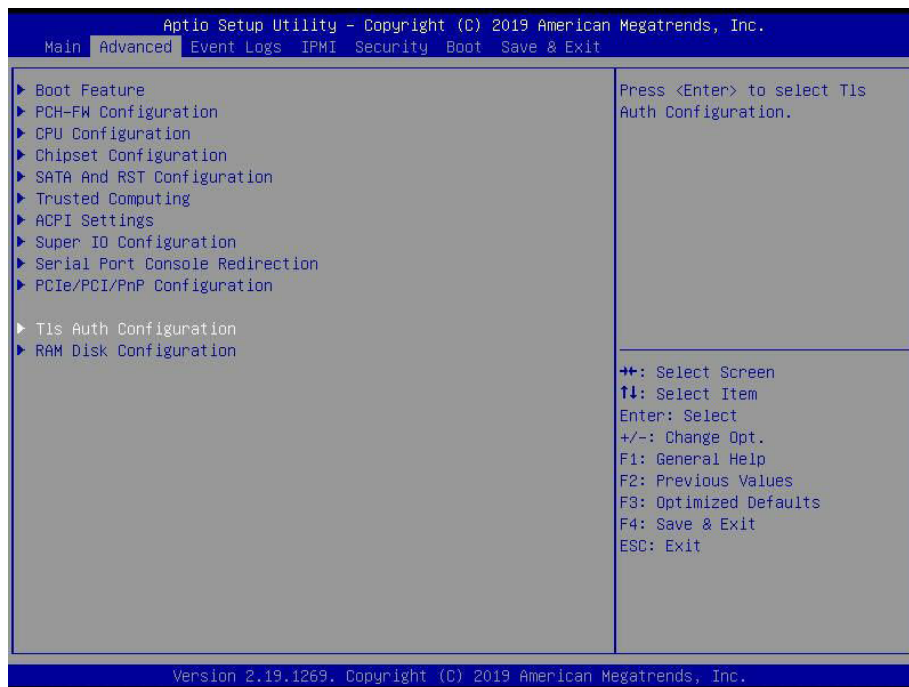 Aptio Setup Utility – Copyright (C) 2019 American Megatrends, Inc.
Main Advanced Event Logs IPMI Security Boot Save & Exit
▶ Boot Feature
▶ PCH-FW Configuration
▶ CPU Configuration
▶ Chipset Configuration
▶ SATA And RST Configuration
▶ Trusted Computing
▶ ACPI Settings
▶ Super IO Configuration
▶ Serial Port Console Redirection
▶ PCIe/PCI/PnP Configuration
▶ Tls Auth Configuration
▶ RAM Disk Configuration
Press <Enter> to select Tls
Auth Configuration.
→←: Select Screen
↑↓: Select Item
Enter: Select
+/-: Change Opt.
F1: General Help
F2: Previous Values
F3: Optimized Defaults
F4: Save & Exit
ESC: Exit
Version 2.19.1269. Copyright (C) 2019 American Megatrends, Inc.